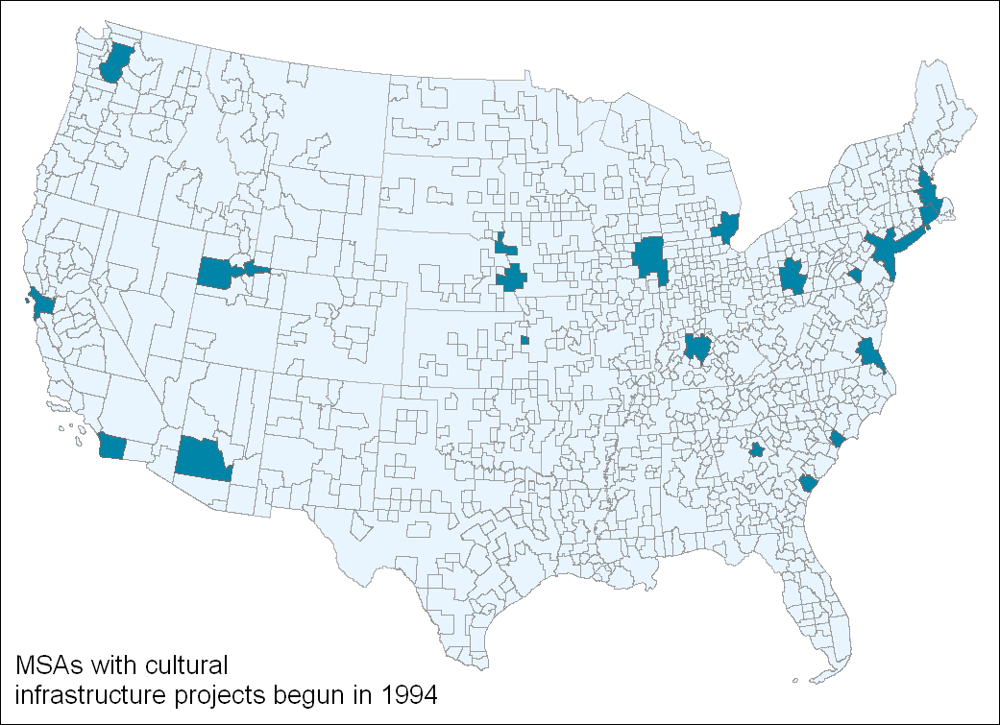 MSAs with cultural
infrastructure projects begun in 1994